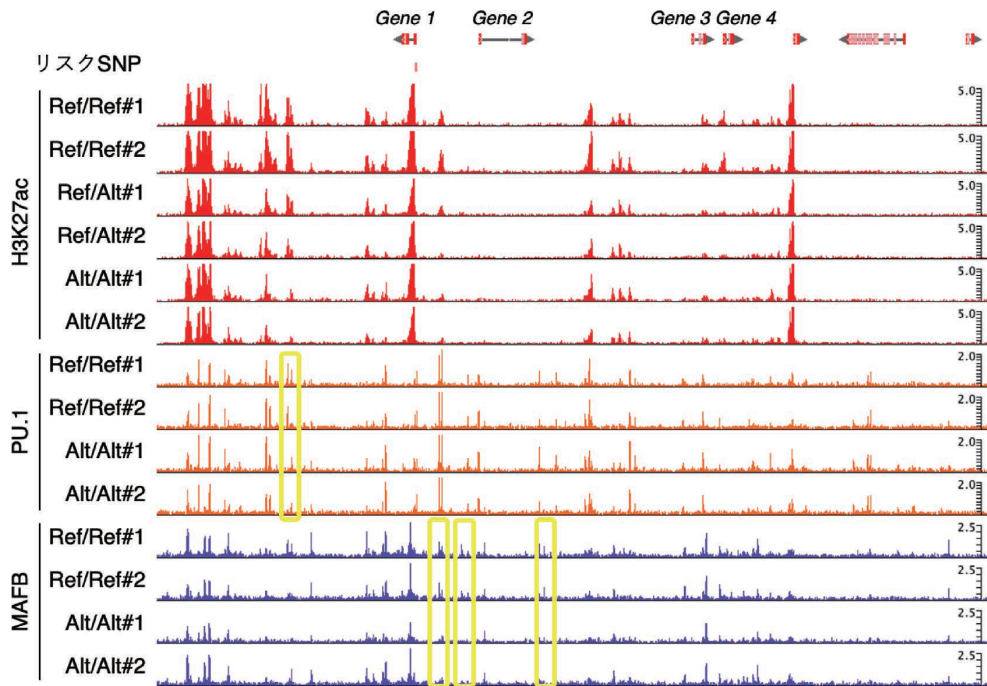 Gene 1 Gene 2 Gene 3 Gene 4
リスクSNP
H3K27ac
Ref/Ref#1 5.0
Ref/Ref#2 5.0
Ref/Alt#1 5.0
Ref/Alt#2 5.0
Alt/Alt#1 5.0
Alt/Alt#2 5.0
PU.1
Ref/Ref#1 2.0
Ref/Ref#2 2.0
Alt/Alt#1 2.0
Alt/Alt#2 2.0
MAFB
Ref/Ref#1 2.5
Ref/Ref#2 2.5
Alt/Alt#1 2.5
Alt/Alt#2 2.5